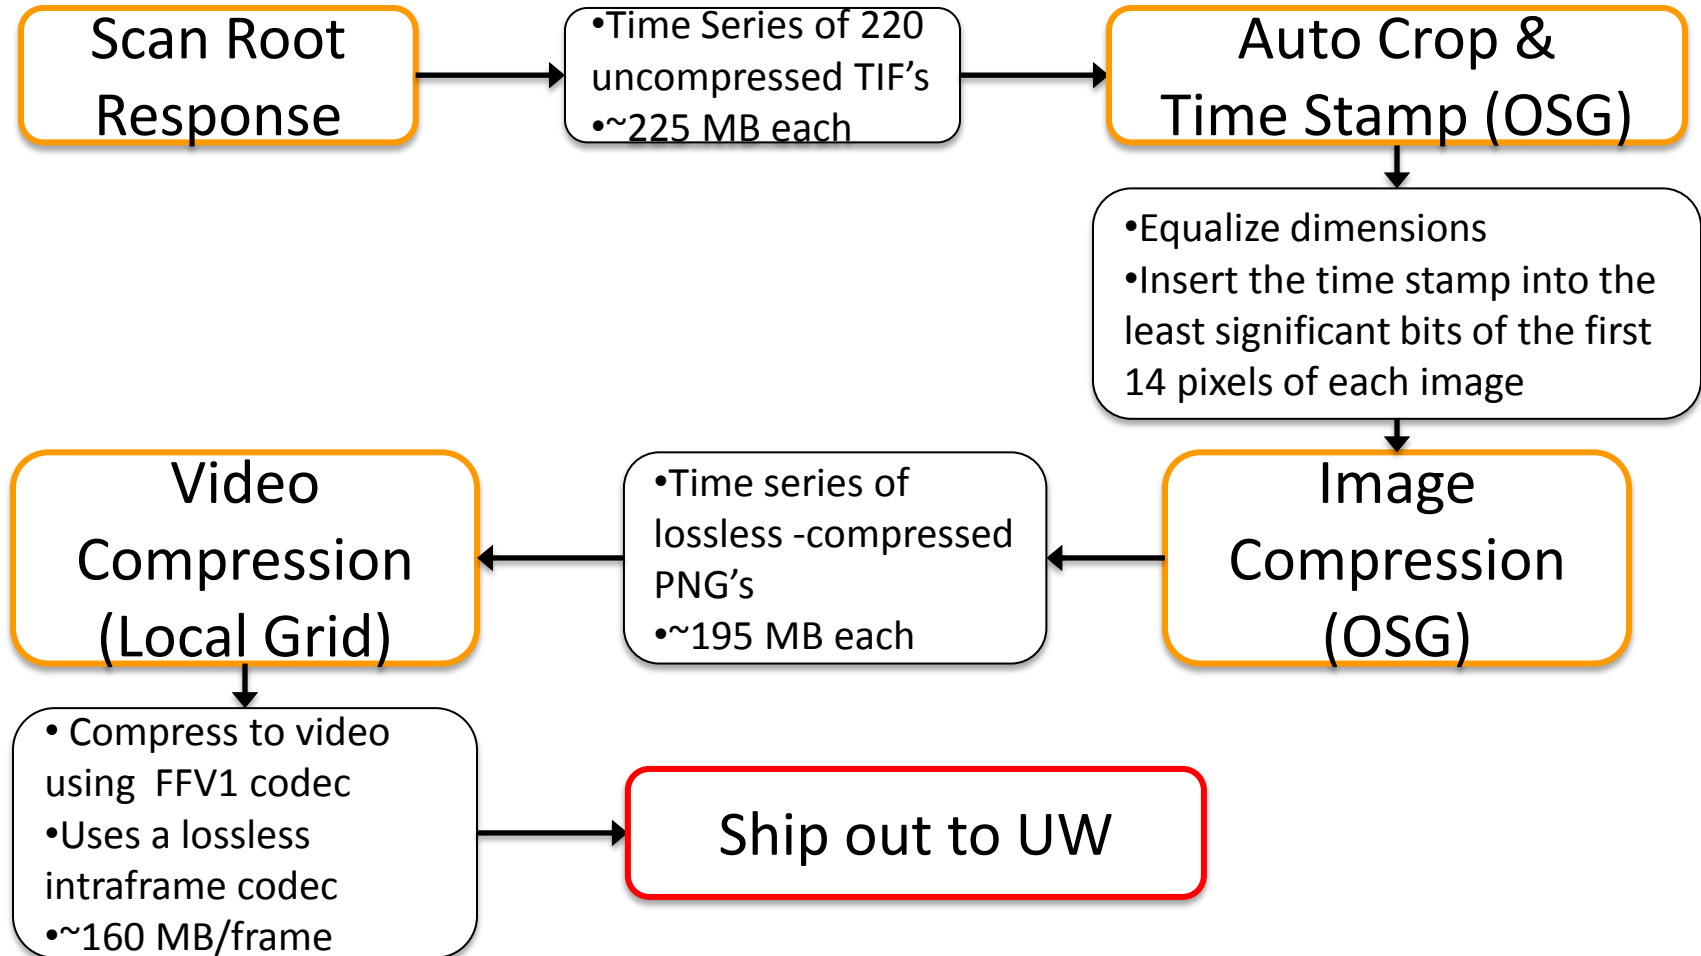 Scan Root
Response
•Time Series of 220
uncompressed TIF’s
•~225 MB each
Auto Crop &
Time Stamp (OSG)
•Equalize dimensions
•Insert the time stamp into the
least significant bits of the first
14 pixels of each image
Image
Compression
(OSG)
•Time series of
lossless -compressed
PNG’s
•~195 MB each
Video
Compression
(Local Grid)
• Compress to video
using  FFV1 codec
•Uses a lossless
intraframe codec
•~160 MB/frame
Ship out to UW